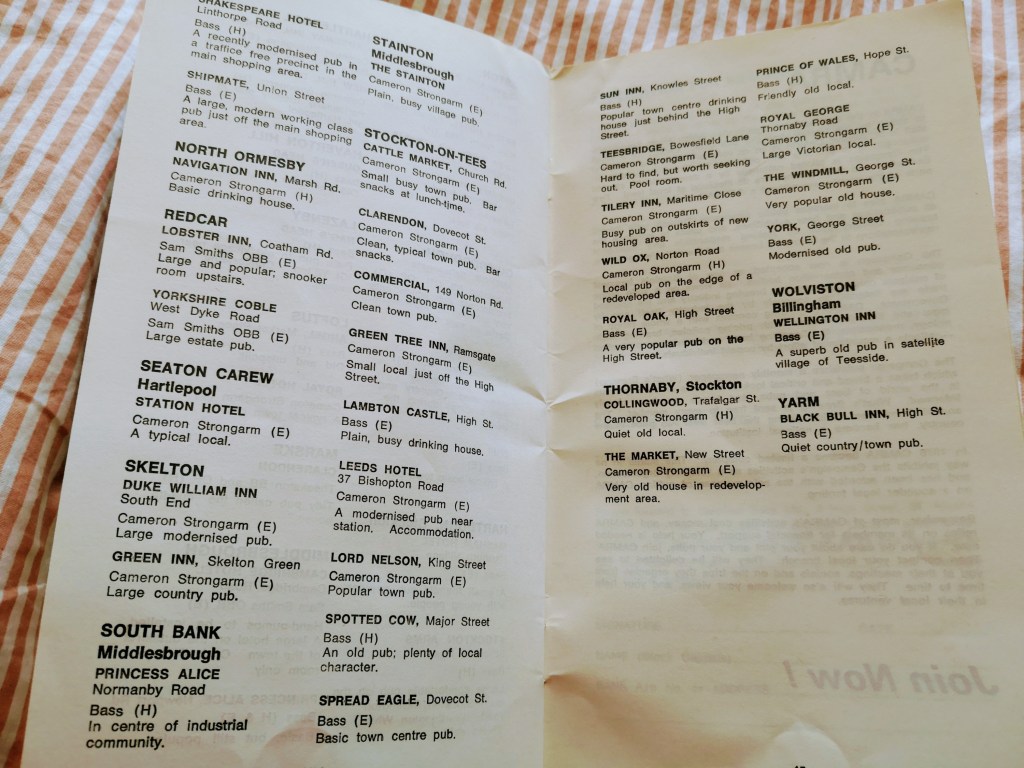 SHAKESPEARE HOTEL
Linthorpe Road
Bass (H)
A recently modernised pub in
a traffice free precinct in the
main shopping area.
SHIPMATE, Union Street
Bass (E)
A large, modern working class
pub just off the main shopping
area.
NORTH ORMESBY
NAVIGATION INN, Marsh Rd.
Cameron Strongarm (H)
Basic drinking house.
REDCAR
LOBSTER INN, Coatham Rd.
Sam Smiths OBB (E)
Large and popular; snooker
room upstairs.
YORKSHIRE COBLE
West Dyke Road
Sam Smiths OBB (E)
Large estate pub.
SEATON CAREW
Hartlepool
STATION HOTEL
Cameron Strongarm (E)
A typical local.
SKELTON
DUKE WILLIAM INN
South End
Cameron Strongarm (E)
Large modernised pub.
GREEN INN, Skelton Green
Cameron Strongarm (E)
Large country pub.
SOUTH BANK
Middlesbrough
PRINCESS ALICE
Normanby Road
Bass (H)
In centre of industrial
community.
STAINTON
Middlesbrough
THE STAINTON
Cameron Strongarm (E)
Plain, busy village pub.
STOCKTON-ON-TEES
CATTLE MARKET, Church Rd.
Cameron Strongarm (E)
Small busy town pub. Bar
snacks at lunch-time.
CLARENDON, Dovecot St.
Cameron Strongarm (E)
Clean, typical town pub. Bar
snacks.
COMMERCIAL, 149 Norton Rd.
Cameron Strongarm (E)
Clean town pub.
GREEN TREE INN, Ramsgate
Cameron Strongarm (E)
Small local just off the High
Street.
LAMBTON CASTLE, High St.
Bass (E)
Plain, busy drinking house.
LEEDS HOTEL
37 Bishopton Road
Cameron Strongarm (E)
A modernised pub near
station. Accommodation.
LORD NELSON, King Street
Cameron Strongarm (E)
Popular town pub.
SPOTTED COW, Major Street
Bass (H)
An old pub; plenty of local
character.
SPREAD EAGLE, Dovecot St.
Bass (E)
Basic town centre pub.
SUN INN, Knowles Street
Bass (H)
Popular town centre drinking
house just behind the High
Street.
TEESBRIDGE, Bowesfield Lane
Cameron Strongarm (E)
Hard to find, but worth seeking
out. Pool room.
TILERY INN, Maritime Close
Cameron Strongarm (E)
Busy pub on outskirts of new
housing area.
WILD OX, Norton Road
Cameron Strongarm (H)
Local pub on the edge of a
redeveloped area.
ROYAL OAK, High Street
Bass (E)
A very popular pub on the
High Street.
THORNABY, Stockton
COLLINGWOOD, Trafalgar St.
Cameron Strongarm (H)
Quiet old local.
THE MARKET, New Street
Cameron Strongarm (E)
Very old house in redevelop-
ment area.
PRINCE OF WALES, Hope St.
Bass (H)
Friendly old local.
ROYAL GEORGE
Thornaby Road
Cameron Strongarm (E)
Large Victorian local.
THE WINDMILL, George St.
Cameron Strongarm (E)
Very popular old house.
YORK, George Street
Bass (E)
Modernised old pub.
WOLVISTON
Billingham
WELLINGTON INN
Bass (E)
A superb old pub in satellite
village of Teesside.
YARM
BLACK BULL INN, High St.
Bass (E)
Quiet country/town pub.
Join Now!